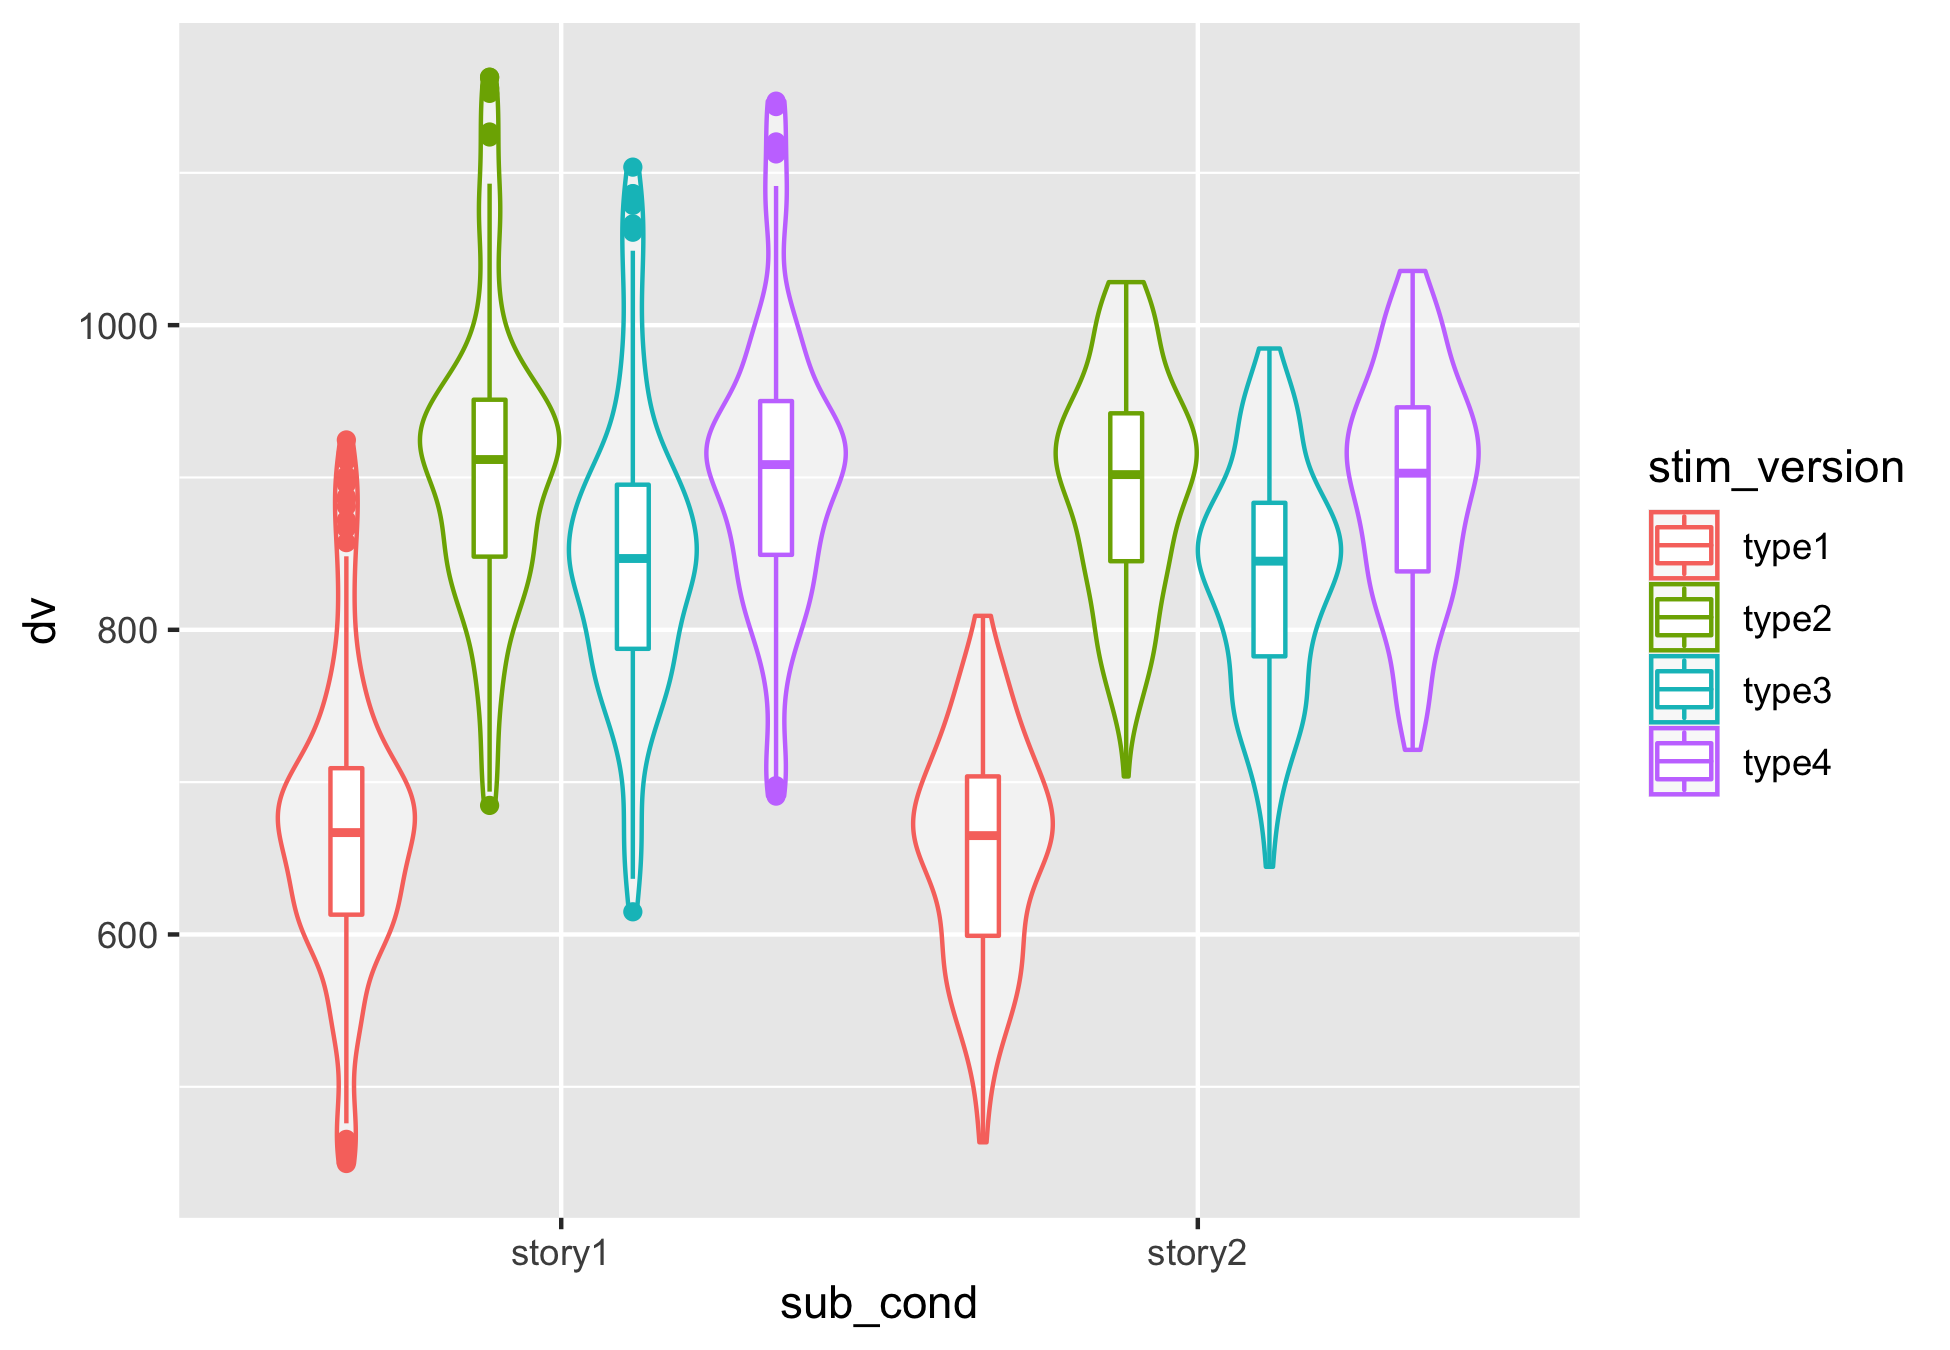 1000
800
600
dv
story1
story2
sub_cond
stim_version
type1
type2
type3
type4